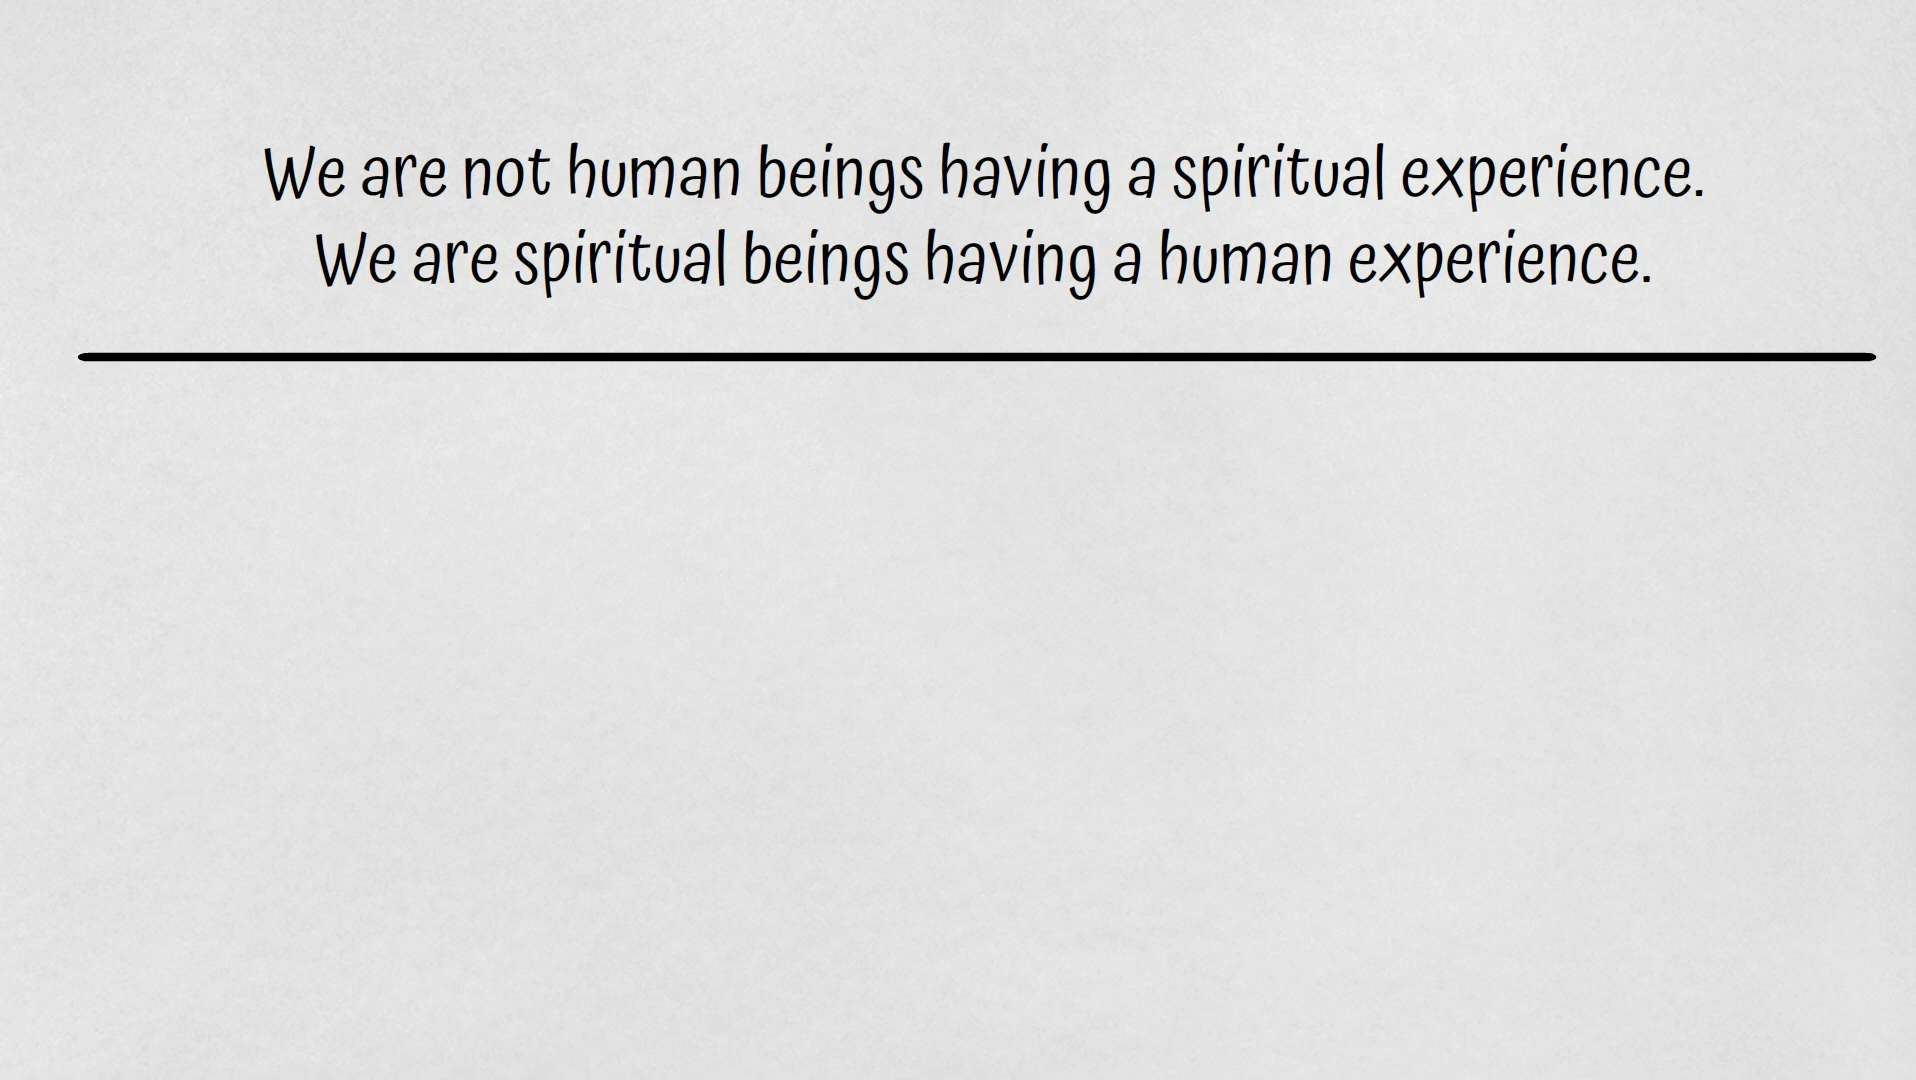 We are not human beings having a spiritual experience.
We are spiritual beings having a human experience.